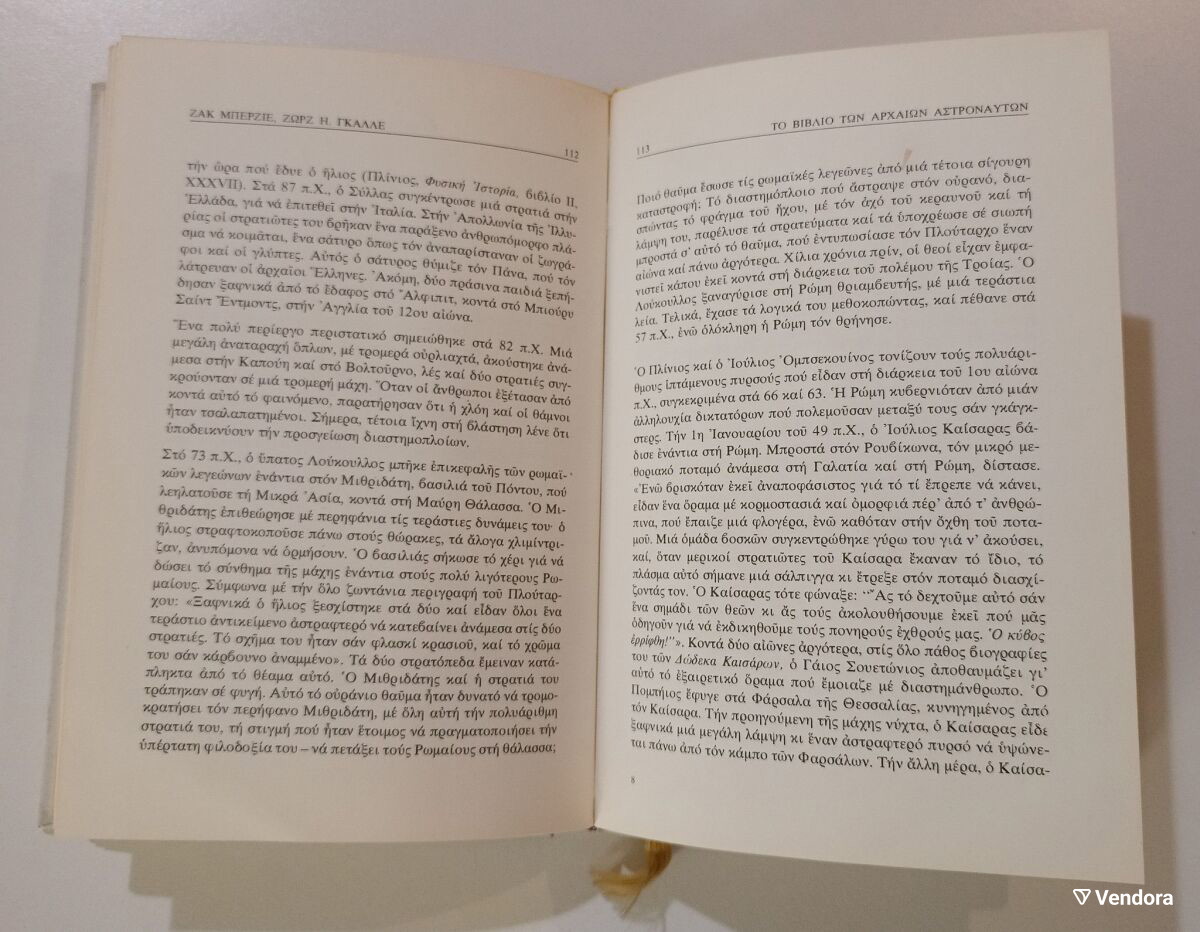 ΖΑΚ ΜΠΕΡΖΙΕ, ΖΩΡΖ Η. ΓΚΑΛΛΕ
112
τήν ὥρα πού ἔδυε ὁ ἥλιος (Πλίνιος, Φυσική Ἱστορία, βιβλίο ΙΙ,
XXXVII). Στά 87 π.Χ., ὁ Σύλλας συγκέντρωσε μιά στρατιά στήν
Ἑλλάδα, γιά νά ἐπιτεθεί στήν Ἰταλία. Στήν Ἀπολλωνία τῆς Ἰλλυ-
ρίας οἱ στρατιῶτες του βρῆκαν ἕνα παράξενο ἀνθρωπόμορφο πλά-
σμα νά κοιμᾶται, ἕνα σάτυρο ὅπως τόν ἀναπαρίσταναν οἱ ζωγρά-
φοι καί οἱ γλύπτες. Αὐτός ὁ σάτυρος θύμιζε τόν Πάνα, πού τόν
λάτρευαν οἱ ἀρχαῖοι Ἕλληνες. Ἀκόμη, δύο πράσινα παιδιά ξεπή-
δησαν ξαφνικά ἀπό τό ἔδαφος στό Ἄλφιπιτ, κοντά στό Μπιούρυ
Σαίντ Ἔντμοντς, στήν Ἀγγλία τοῦ 12ου αἰώνα.
Ἕνα πολύ περίεργο περιστατικό σημειώθηκε στά 82 π.Χ. Μιά
μεγάλη ἀναταραχή ὅπλων, μέ τρομερά οὐρλιαχτά, ἀκούστηκε ἀνά-
μεσα στήν Καπούη καί στό Βολτοῦρνο, λές καί δύο στρατιές συγ-
κρούονταν σέ μιά τρομερή μάχη. Ὅταν οἱ ἄνθρωποι ἐξέτασαν ἀπό
κοντά αὐτό τό φαινόμενο, παρατήρησαν ὅτι ἡ χλόη καί οἱ θάμνοι
ἦταν τσαλαπατημένοι. Σήμερα, τέτοια ἴχνη στή βλάστηση λένε ὅτι
ὑποδεικνύουν τήν προσγείωση διαστημοπλοίων.
Στό 73 π.Χ., ὁ ὕπατος Λούκουλλος μπῆκε ἐπικεφαλῆς τῶν ρωμαϊ-
κῶν λεγεώνων ἐνάντια στόν Μιθριδάτη, βασιλιά τοῦ Πόντου, πού
λεηλατοῦσε τή Μικρά Ἀσία, κοντά στή Μαύρη Θάλασσα. Ὁ Μι-
θριδάτης ἐπιθεώρησε μέ περηφάνια τίς τεράστιες δυνάμεις του· ὁ
ἥλιος στραφτοκοποῦσε πάνω στούς θώρακες, τά ἄλογα χλιμίντρι-
ζαν, ἀνυπόμονα νά ὁρμήσουν. Ὁ βασιλιάς σήκωσε τό χέρι γιά νά
δώσει τό σύνθημα τῆς μάχης ἐνάντια στούς πολύ λιγότερους Ρω-
μαίους. Σύμφωνα μέ τήν ὅλο ζωντάνια περιγραφή τοῦ Πλούταρ-
χου: «Ξαφνικά ὁ ἥλιος ξεσχίστηκε στά δύο καί εἶδαν ὅλοι ἕνα
τεράστιο ἀντικείμενο ἀστραφτερό νά κατεβαίνει ἀνάμεσα στίς δύο
στρατιές. Τό σχῆμα του ἦταν σάν φλασκί κρασιοῦ, καί τό χρῶμα
του σάν κάρβουνο ἀναμμένο». Τά δύο στρατόπεδα ἔμειναν κατά-
πληκτα ἀπό τό θέαμα αὐτό. Ὁ Μιθριδάτης καί ἡ στρατιά του
τράπηκαν σέ φυγή. Αὐτό τό οὐράνιο θαῦμα ἦταν δυνατό νά τρομο-
κρατήσει τόν περήφανο Μιθριδάτη, μέ ὅλη αὐτή τήν πολυάριθμη
στρατιά του, τή στιγμή πού ἦταν ἕτοιμος νά πραγματοποιήσει τήν
ὑπέρτατη φιλοδοξία του – νά πετάξει τούς Ρωμαίους στή θάλασσα;
ΤΟ ΒΙΒΛΙΟ ΤΩΝ ΑΡΧΑΙΩΝ ΑΣΤΡΟΝΑΥΤΩΝ
113
Ποιό θαῦμα ἔσωσε τίς ρωμαϊκές λεγεῶνες ἀπό μιά τέτοια σίγουρη
καταστροφή; Τό διαστημόπλοιο πού ἄστραψε στόν οὐρανό, δια-
σπώντας τό φράγμα τοῦ ἤχου, μέ τόν ἀχό τοῦ κεραυνοῦ καί τή
λάμψη του, παρέλυσε τά στρατεύματα καί τά ὑποχρέωσε σέ σιωπή
μπροστά σ' αὐτό τό θαῦμα, πού ἐντυπωσίασε τόν Πλούταρχο ἕναν
αἰώνα καί πάνω ἀργότερα. Χίλια χρόνια πρίν, οἱ θεοί εἶχαν ἐμφα-
νιστεῖ κάπου ἐκεῖ κοντά στή διάρκεια τοῦ πολέμου τῆς Τροίας. Ὁ
Λούκουλλος ξαναγύρισε στή Ρώμη θριαμβευτής, μέ μιά τεράστια
λεία. Τελικά, ἔχασε τά λογικά του μεθοκοπώντας, καί πέθανε στά
57 π.Χ., ἐνῶ ὁλόκληρη ἡ Ρώμη τόν θρήνησε.
Ὁ Πλίνιος καί ὁ Ἰούλιος Ὀμπσεκουίνος τονίζουν τούς πολυάρι-
θμους ἱπτάμενους πυρσούς πού εἶδαν στή διάρκεια τοῦ 1ου αἰώνα
π.Χ., συγκεκριμένα στά 66 καί 63. Ἡ Ρώμη κυβερνιόταν ἀπό μιάν
ἀλληλουχία δικτατόρων πού πολεμοῦσαν μεταξύ τους σάν γκάγκ-
στερς. Τήν 1η Ἰανουαρίου τοῦ 49 π.Χ., ὁ Ἰούλιος Καίσαρας βά-
δισε ἐνάντια στή Ρώμη. Μπροστά στόν Ρουβίκωνα, τόν μικρό με-
θοριακό ποταμό ἀνάμεσα στή Γαλατία καί στή Ρώμη, δίστασε.
«Ἐνῶ βρισκόταν ἐκεῖ ἀναποφάσιστος γιά τό τί ἔπρεπε νά κάνει,
εἶδαν ἕνα ὅραμα μέ κορμοστασιά καί ὀμορφιά πέρ' ἀπό τ' ἀνθρώ-
πινα, πού ἔπαιζε μιά φλογέρα, ἐνῶ καθόταν στήν ὄχθη τοῦ ποτα-
μοῦ. Μιά ὁμάδα βοσκῶν συγκεντρώθηκε γύρω του γιά ν' ἀκούσει,
καί, ὅταν μερικοί στρατιῶτες τοῦ Καίσαρα ἔκαναν τό ἴδιο, τό
πλάσμα αὐτό σήμανε μιά σάλπιγγα κι ἔτρεξε στόν ποταμό διασχί-
ζοντάς τον. Ὁ Καίσαρας τότε φώναξε: "Ἄς τό δεχτοῦμε αὐτό σάν
ἕνα σημάδι τῶν θεῶν κι ἄς τούς ἀκολουθήσουμε ἐκεῖ πού μᾶς
ὁδηγοῦν γιά νά ἐκδικηθοῦμε τούς πονηρούς ἐχθρούς μας. Ὁ κύβος
ἐρρίφθη!"». Κοντά δύο αἰῶνες ἀργότερα, στίς ὅλο πάθος βιογραφίες
του τῶν Δώδεκα Καισάρων, ὁ Γάιος Σουετώνιος ἀποθαυμάζει γι'
αὐτό τό ἐξαιρετικό ὅραμα πού ἔμοιαζε μέ διαστημάνθρωπο. Ὁ
Πομπήιος ἔφυγε στά Φάρσαλα τῆς Θεσσαλίας, κυνηγημένος ἀπό
τόν Καίσαρα. Τήν προηγούμενη τῆς μάχης νύχτα, ὁ Καίσαρας εἶδε
ξαφνικά μιά μεγάλη λάμψη κι ἕναν ἀστραφτερό πυρσό νά ὑψώνε-
ται πάνω ἀπό τόν κάμπο τῶν Φαρσάλων. Τήν ἄλλη μέρα, ὁ Καίσα-
8
Vendora